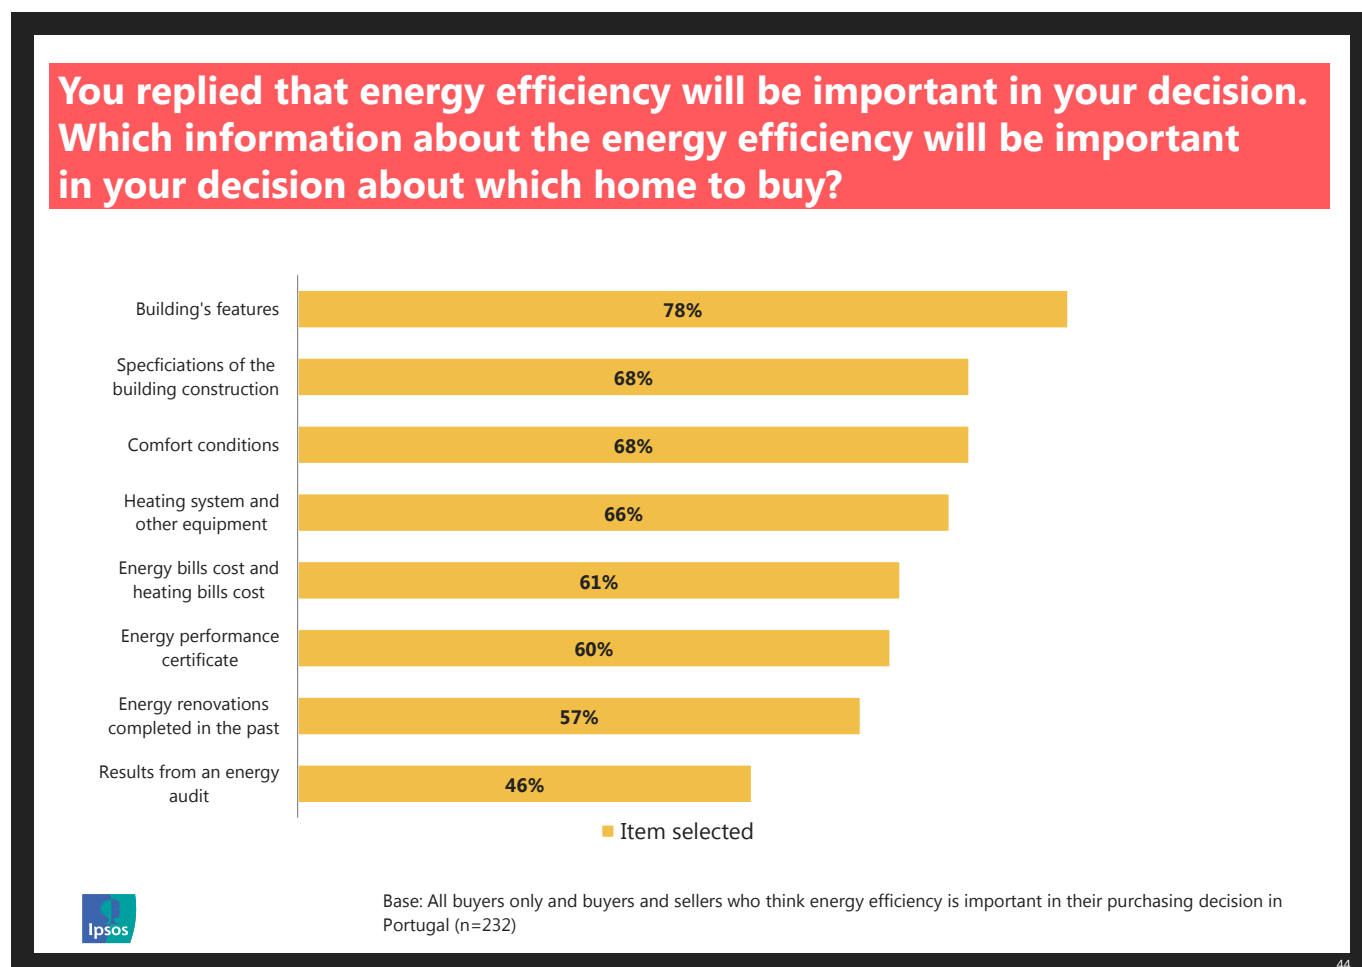 You replied that energy efficiency will be important in your decision.
Which information about the energy efficiency will be important
in your decision about which home to buy?
Building's features
78%
Specficiations of the
building construction
68%
Comfort conditions
68%
Heating system and
other equipment
66%
Energy bills cost and
heating bills cost
61%
Energy performance
certificate
60%
Energy renovations
completed in the past
57%
Results from an energy
audit
46%
Item selected
Ipsos
Base: All buyers only and buyers and sellers who think energy efficiency is important in their purchasing decision in
Portugal (n=232)
44